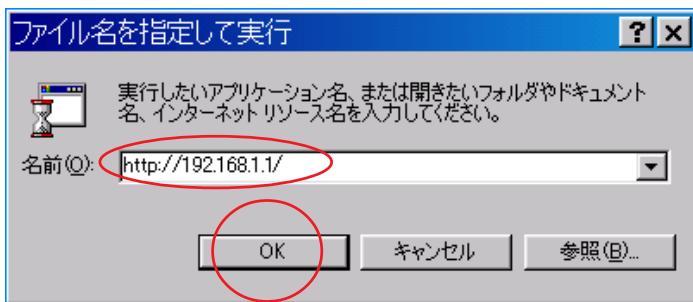 ファイル名を指定して実行
実行したいアプリケーション名、または開きたいフォルダやドキュメント
名、インターネット リソース名を入力してください。
名前(O): http://192.168.1.1/
OK キャンセル 参照(B)...